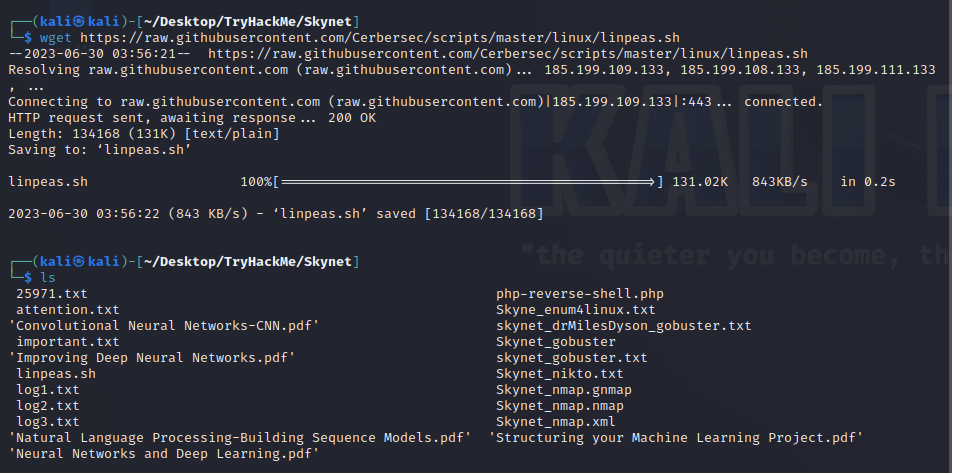 ┌──(kali㉿kali)-[~/Desktop/TryHackMe/Skynet]
└─$ wget https://raw.githubusercontent.com/Cerbersec/scripts/master/linux/linpeas.sh
--2023-06-30 03:56:21--  https://raw.githubusercontent.com/Cerbersec/scripts/master/linux/linpeas.sh
Resolving raw.githubusercontent.com (raw.githubusercontent.com)... 185.199.109.133, 185.199.108.133, 185.199.111.133
, ...
Connecting to raw.githubusercontent.com (raw.githubusercontent.com)|185.199.109.133|:443... connected.
HTTP request sent, awaiting response... 200 OK
Length: 134168 (131K) [text/plain]
Saving to: ‘linpeas.sh’
linpeas.sh 100%[===================================================>] 131.02K 843KB/s in 0.2s
2023-06-30 03:56:22 (843 KB/s) - ‘linpeas.sh’ saved [134168/134168]
┌──(kali㉿kali)-[~/Desktop/TryHackMe/Skynet]
└─$ ls
25971.txt php-reverse-shell.php
attention.txt Skyne_enum4linux.txt
'Convolutional Neural Networks-CNN.pdf' skynet_drMilesDyson_gobuster.txt
important.txt Skynet_gobuster
'Improving Deep Neural Networks.pdf' skynet_gobuster.txt
linpeas.sh Skynet_nikto.txt
log1.txt Skynet_nmap.gnmap
log2.txt Skynet_nmap.nmap
log3.txt Skynet_nmap.xml
'Natural Language Processing-Building Sequence Models.pdf' 'Structuring your Machine Learning Project.pdf'
'Neural Networks and Deep Learning.pdf'
KALI
"the quieter you become, th